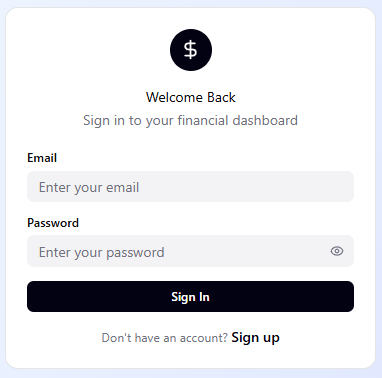 $
Welcome Back
Sign in to your financial dashboard
Email
Enter your email
Password
Enter your password
Sign In
Don't have an account? Sign up